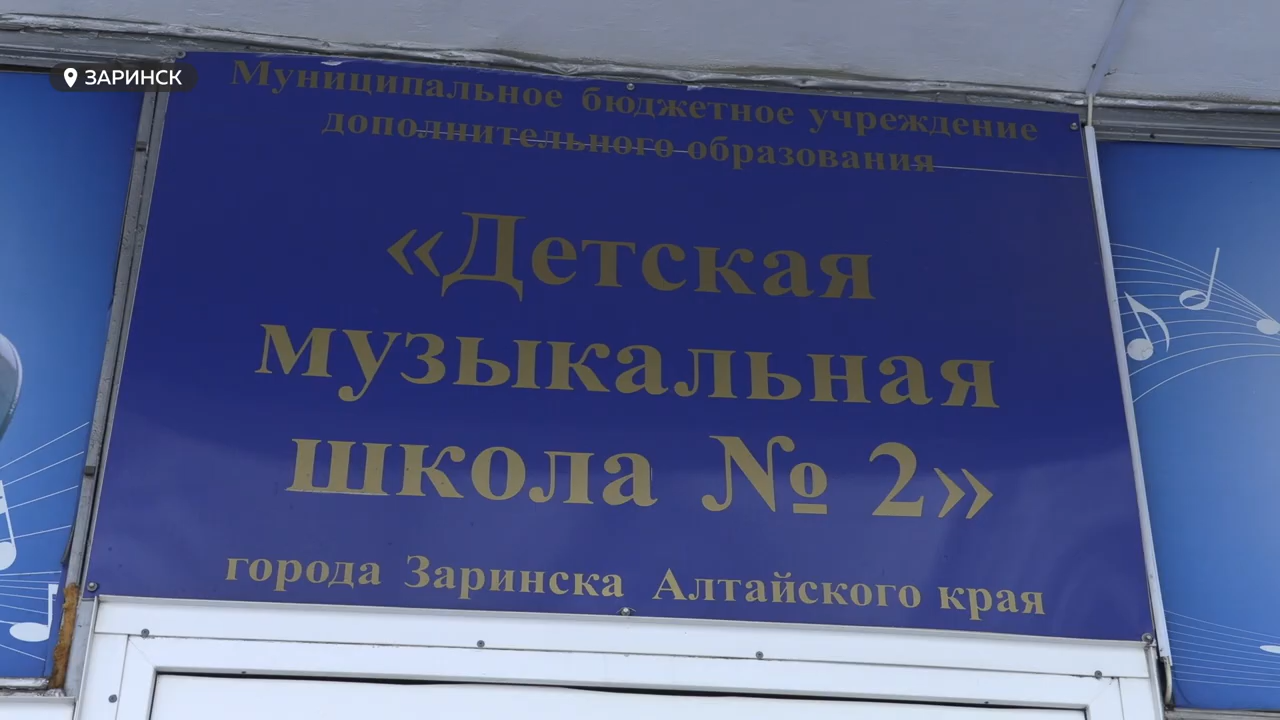 ЗАРИНСК
Муниципальное бюджетное учреждение
дополнительного образования
«Детская
музыкальная
школа № 2»
города Заринска Алтайского края